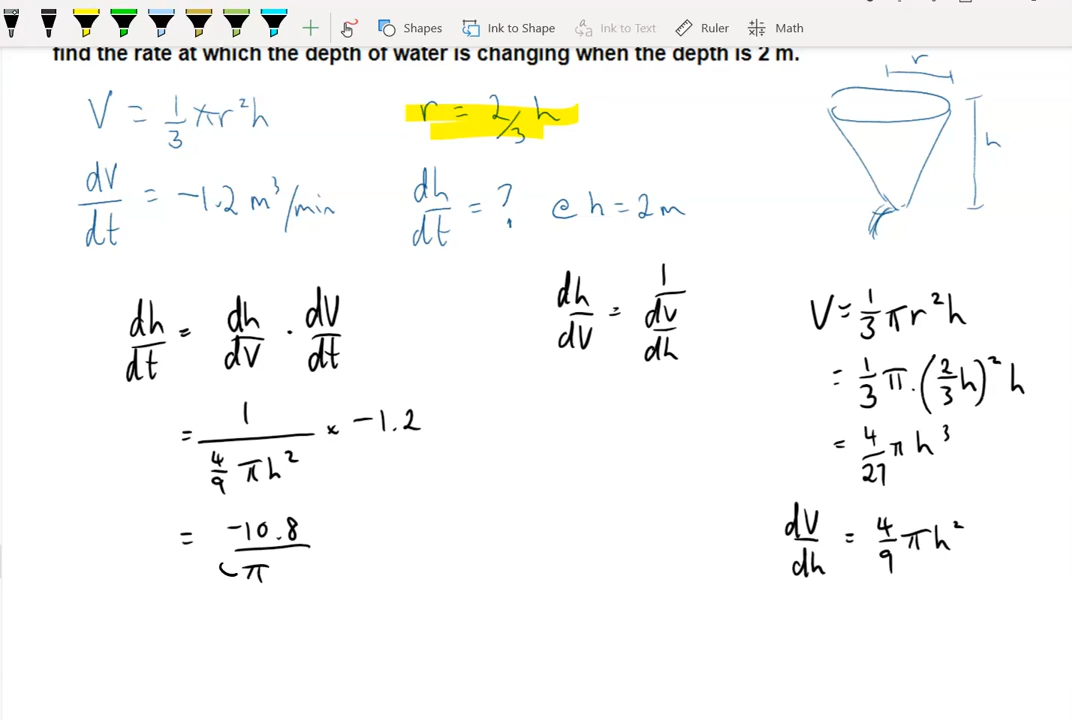 Shapes Ink to Shape Ink to Text Ruler Math
find the rate at which the depth of water is changing when the depth is 2 m.
V = 1/3 πr²h
r = 2/3 h
r
h
dV/dt = -1.2 m³/min
dh/dt = ? @ h = 2m
dh/dt = dh/dV · dV/dt
= 1/(4/9 πh²) × -1.2
= -10.8/π
dh/dV = 1/(dV/dh)
V = 1/3 πr²h
= 1/3 π.(2/3 h)² h
= 4/27 π h³
dV/dh = 4/9 πh²